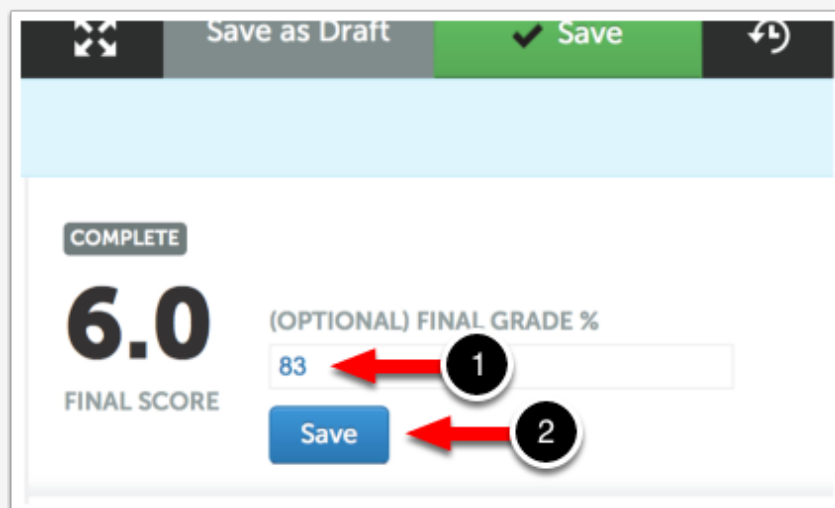 Save as Draft
Save
COMPLETE
6.0
FINAL SCORE
(OPTIONAL) FINAL GRADE %
83
1
Save
2